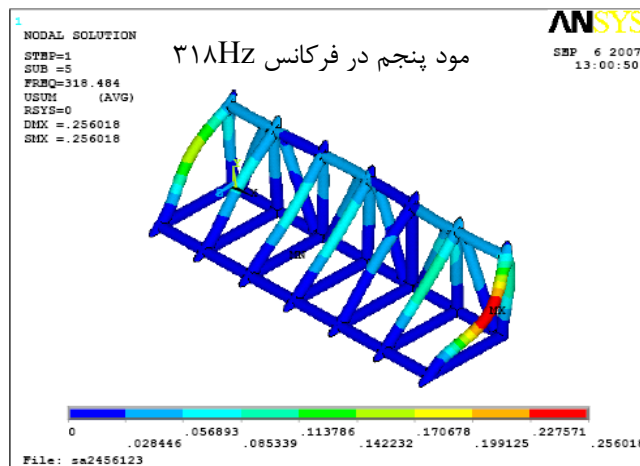 1
NODAL SOLUTION
STEP=1
SUB =5
FREQ=318.484
USUM (AVG)
RSYS=0
DMX =.256018
SMX =.256018
مود پنجم در فرکانس ۳۱۸Hz
ANSYS
SEP 6 2007
13:00:50
MN
MX
0 .056893 .113786 .170678 .227571
.028446 .085339 .142232 .199125 .256018
File: sa2456123